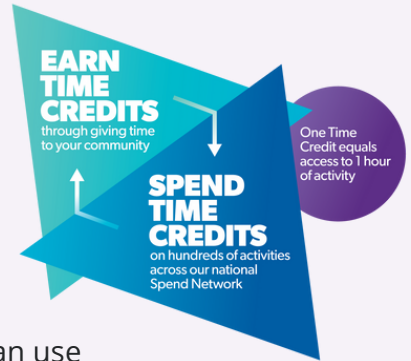 EARN
TIME
CREDITS
through giving time
to your community
One Time
Credit equals
access to 1 hour
of activity
SPEND
TIME
CREDITS
on hundreds of activities
across our national
Spend Network
an use